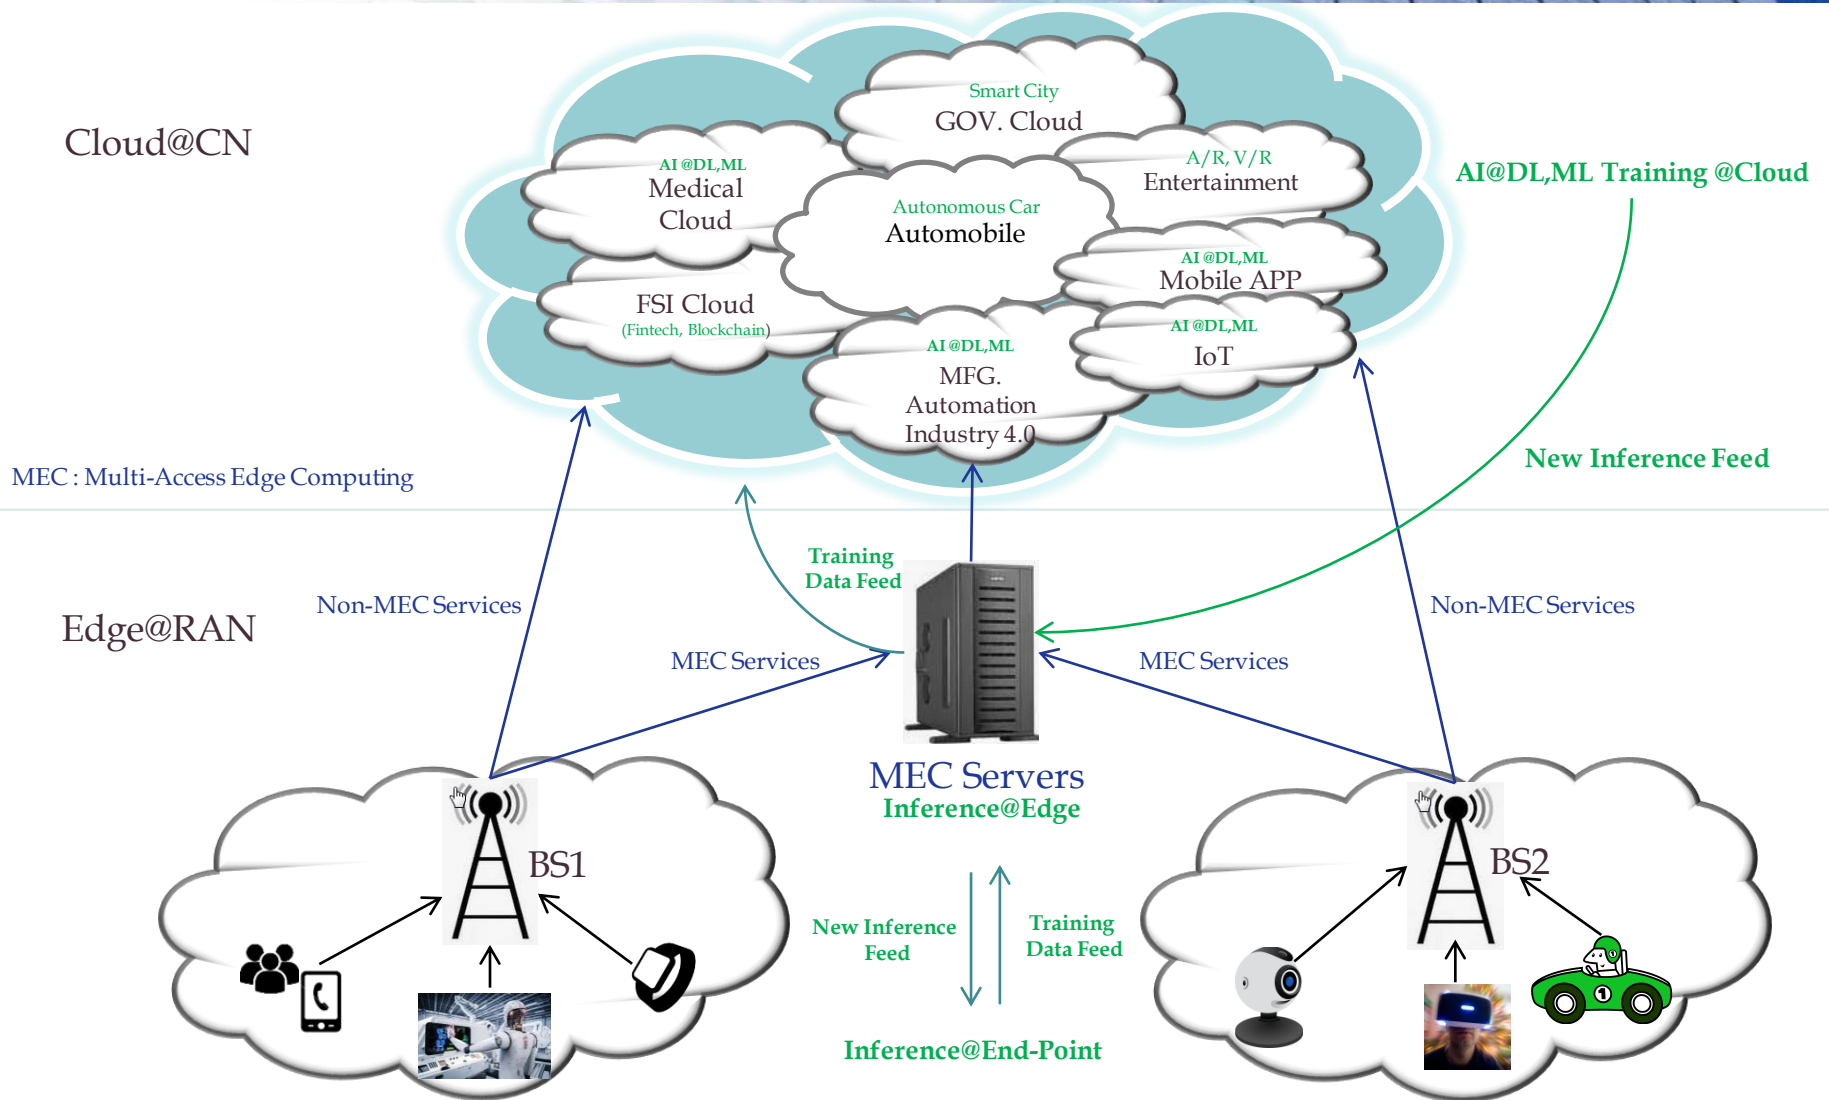 Smart City
GOV. Cloud
Cloud@CN
AI@DL,ML
Medical
Cloud
A/R, V/R
Entertainment
AI@DL,ML Training @Cloud
Autonomous Car
Automobile
AI@DL,ML
Mobile APP
FSI Cloud
(Fintech, Blockchain)
AI@DL,ML
IoT
AI@DL,ML
MFG.
Automation
Industry 4.0
New Inference Feed
MEC : Multi-Access Edge Computing
Training
Data Feed
Non-MEC Services
Non-MEC Services
Edge@RAN
MEC Services
MEC Services
MEC Servers
Inference@Edge
BS1
BS2
New Inference
Feed
Training
Data Feed
1
1
Inference@End-Point